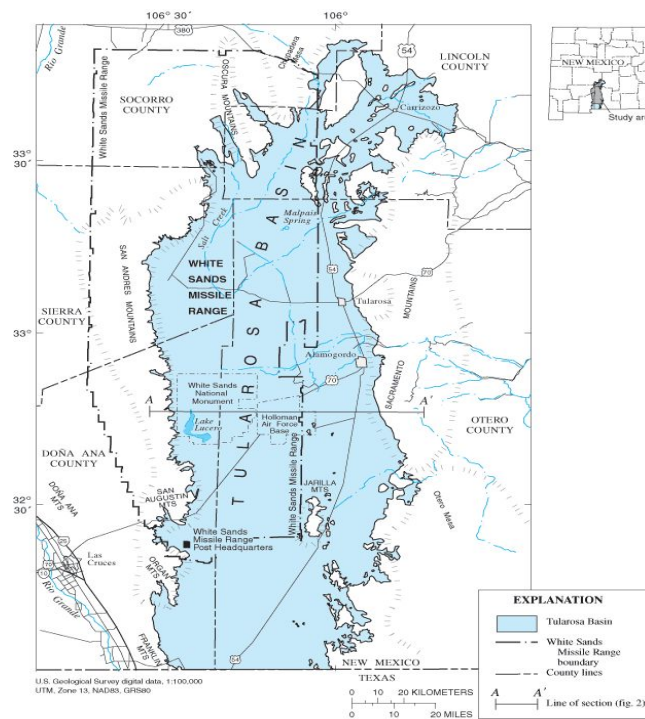 106° 30'
106°
Rio Grande
380
Chupadera
Mesa
54
LINCOLN
COUNTY
NEW MEXICO
Study area
SOCORRO
COUNTY
OSCURA MOUNTAINS
White Sands Missile Range
Carrizozo
33°
30'
Salt Creek
Malpais
Spring
WHITE
SANDS
MISSILE
RANGE
TULAROSA BASIN
54
70
Tularosa
SAN ANDRES MOUNTAINS
SIERRA
COUNTY
33°
00'
MOUNTAINS
Alamogordo
70
SACRAMENTO
A
A'
White Sands
National
Monument
Lake
Lucero
Holloman
Air Force
Base
OTERO
COUNTY
DOÑA ANA
COUNTY
White Sands Missile Range
JARILLA
MTS
Otero Mesa
32°
30'
DOÑA ANA
MTS
SAN
AUGUSTIN
MTS
White Sands
Missile Range
Post Headquarters
25
70
Las
Cruces
10
ORGAN
MTS
Rio Grande
FRANKLIN
MTS
54
NEW MEXICO
TEXAS
U.S. Geological Survey digital data, 1:100,000
UTM, Zone 13, NAD83, GRS80
0 10 20 KILOMETERS
0 10 20 MILES
EXPLANATION
Tularosa Basin
White Sands
Missile Range
boundary
County lines
A A'
Line of section (fig. 2)